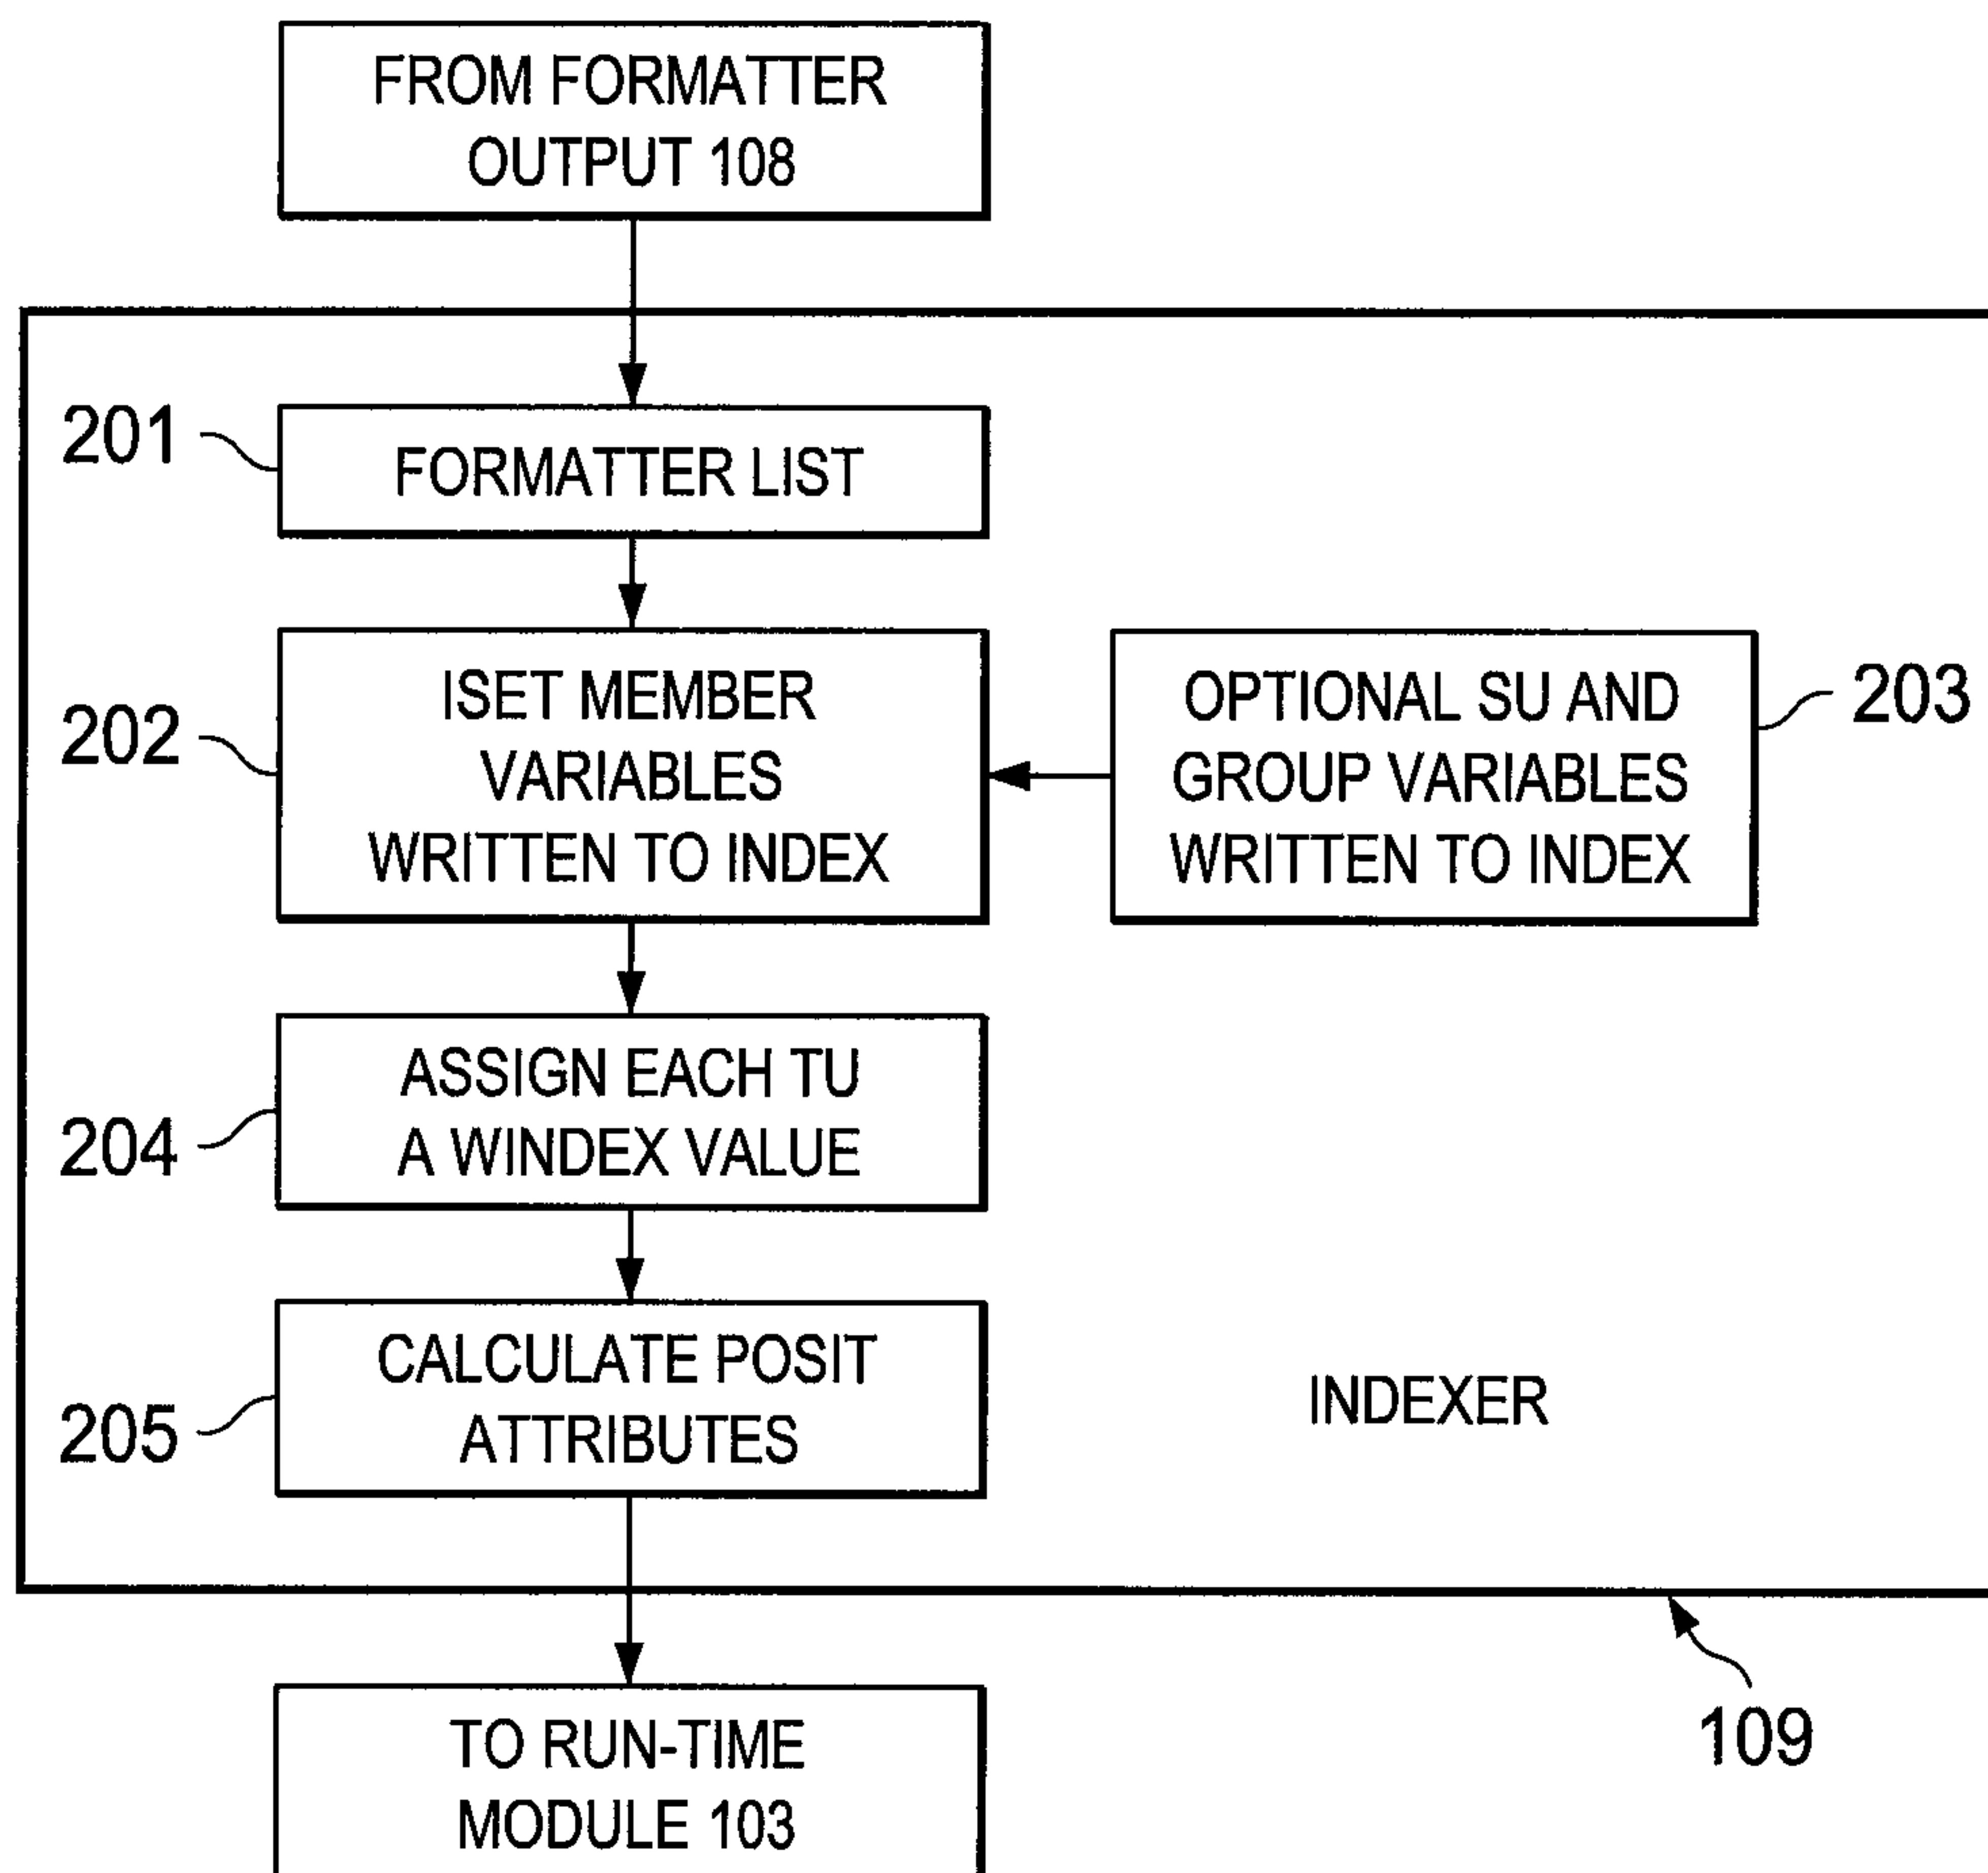 FROM FORMATTER
OUTPUT 108
201
FORMATTER LIST
202
ISET MEMBER
VARIABLES
WRITTEN TO INDEX
OPTIONAL SU AND
GROUP VARIABLES
WRITTEN TO INDEX
203
204
ASSIGN EACH TU
A WINDEX VALUE
205
CALCULATE POSIT
ATTRIBUTES
INDEXER
109
TO RUN-TIME
MODULE 103